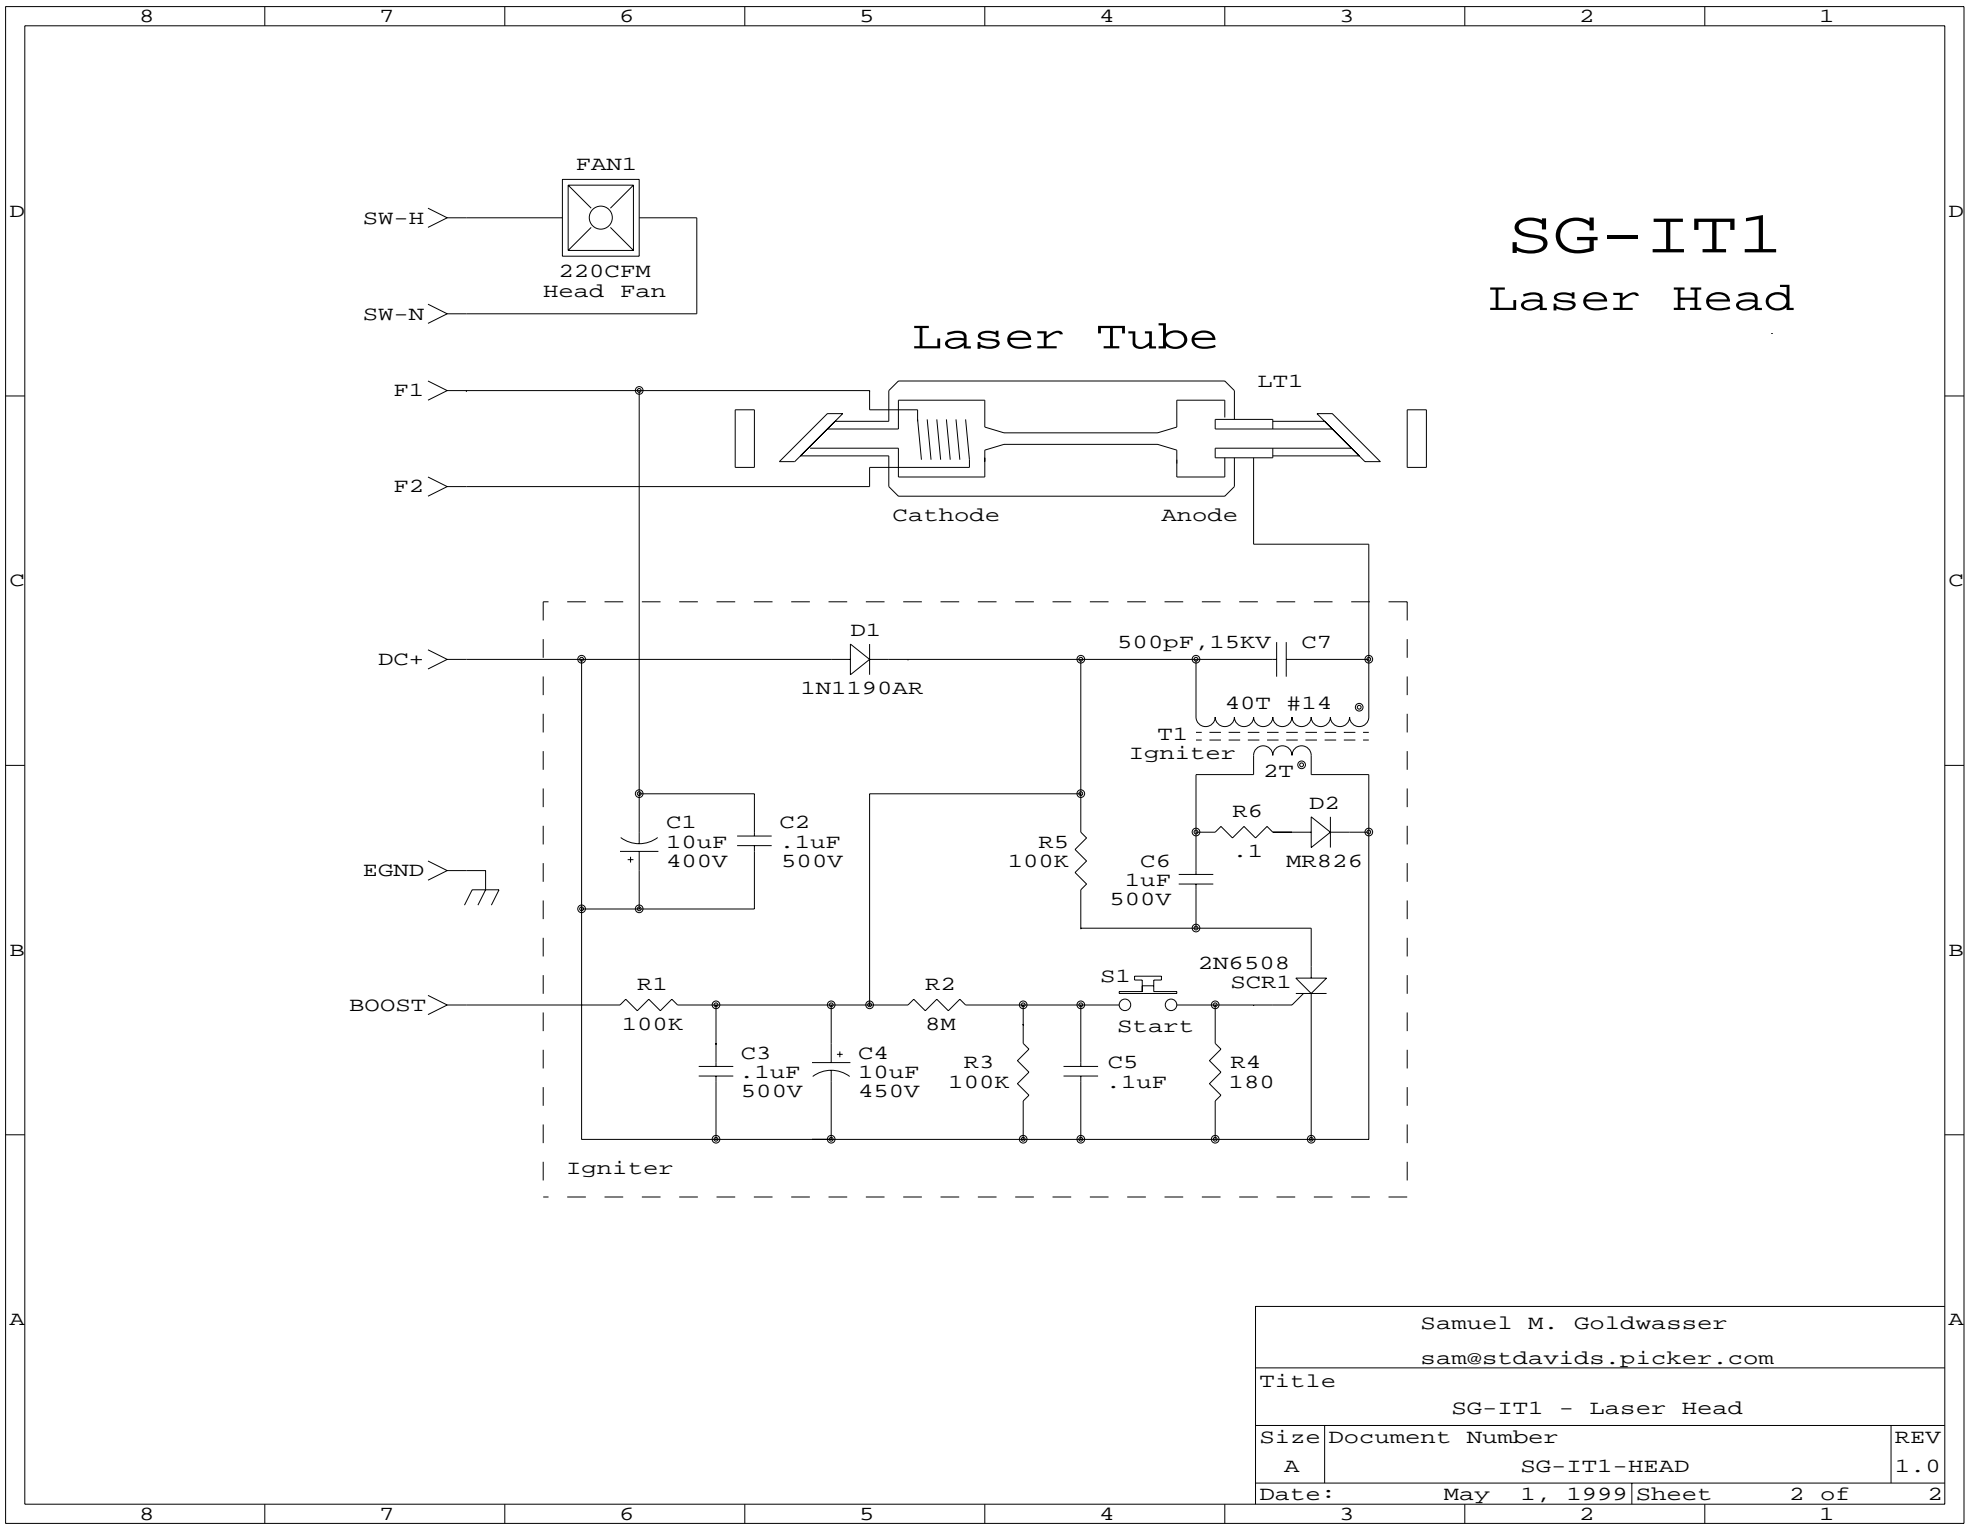 8 7 6 5 4 3 2 1
FAN1
D
D
SW-H
SG-IT1
220CFM
Head Fan
Laser Head
SW-N
Laser Tube
F1
LT1
F2
Cathode
Anode
C
C
D1
500pF,15KV C7
DC+
1N1190AR
40T #14
T1
Igniter
2T
C1
10uF
400V
+
C2
.1uF
500V
R5
100K
R6
.1
D2
MR826
C6
1uF
500V
EGND
B
B
2N6508
SCR1
S1
Start
R1
100K
R2
8M
BOOST
C3
.1uF
500V
+
C4
10uF
450V
R3
100K
C5
.1uF
R4
180
Igniter
A
A
Samuel M. Goldwasser
sam@stdavids.picker.com
Title
SG-IT1 - Laser Head
Size Document Number REV
A SG-IT1-HEAD 1.0
Date: May 1, 1999 Sheet 2 of 2
8 7 6 5 4 3 2 1